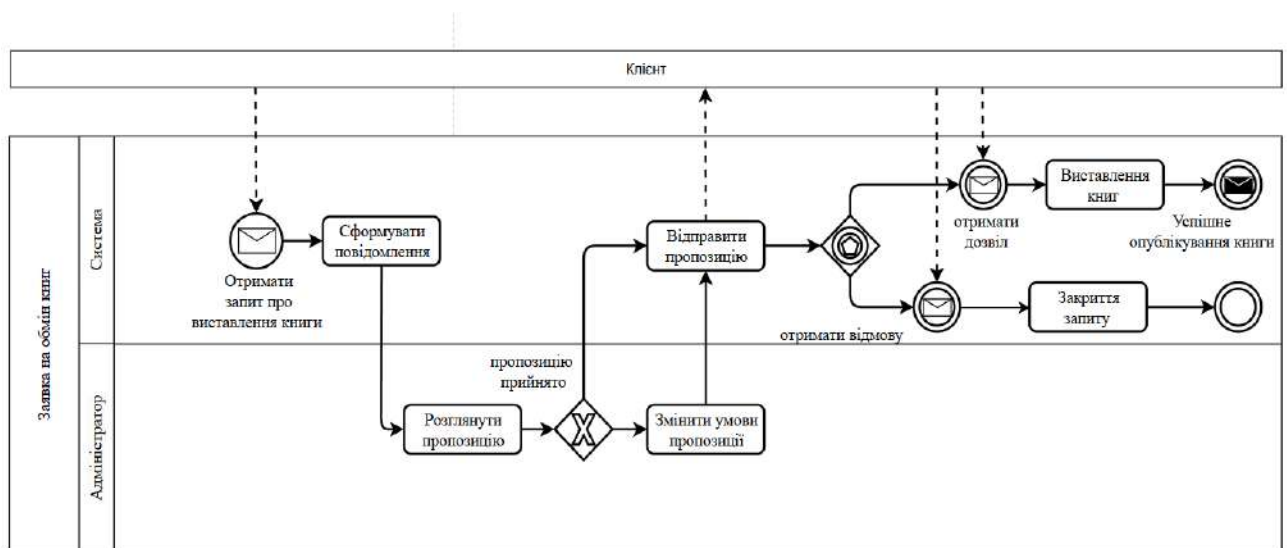 Клієнт
Заявка на обмін книг
Система
Адміністратор
Отримати
запит про
виставлення книги
Сформувати
повідомлення
Розглянути
пропозицію
пропозицію
прийнято
X
Змінити умови
пропозиції
Відправити
пропозицію
отримати
дозвіл
Виставлення
книг
Успішне
опублікування книги
отримати відмову
Закриття
запиту